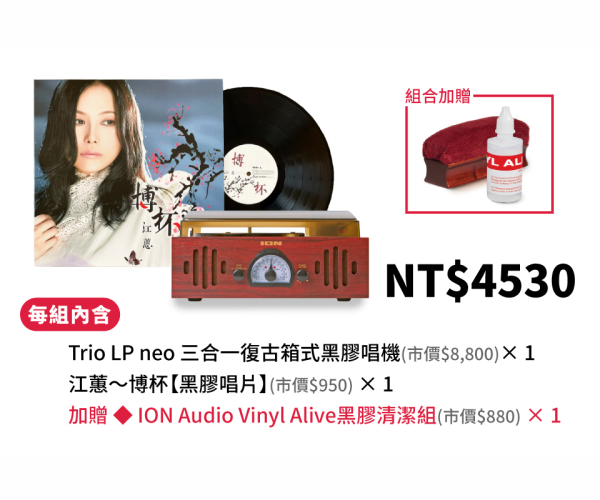 組合加贈
博杯
江蕙
博
杯
YL AL
ION
NT$4530
每組內含
Trio LP neo 三合一復古箱式黑膠唱機(市價$8,800)× 1
江蕙～博杯【黑膠唱片】(市價$950) × 1
加贈 ◆ ION Audio Vinyl Alive黑膠清潔組(市價$880) × 1